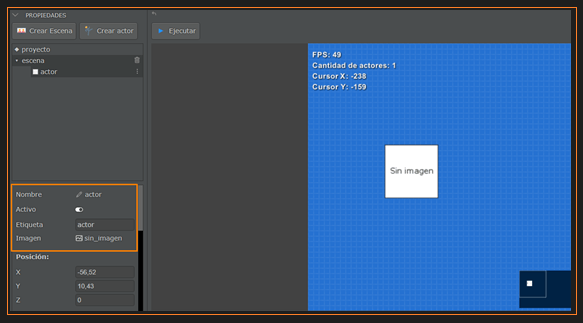 PROPIEDADES
Crear Escena
Crear actor
Ejecutar
proyecto
escena
actor
Nombre actor
Activo
Etiqueta actor
Imagen sin_imagen
Posición:
X -56,52
Y 10,43
Z 0
FPS: 49
Cantidad de actores: 1
Cursor X: -238
Cursor Y: -159
Sin imagen